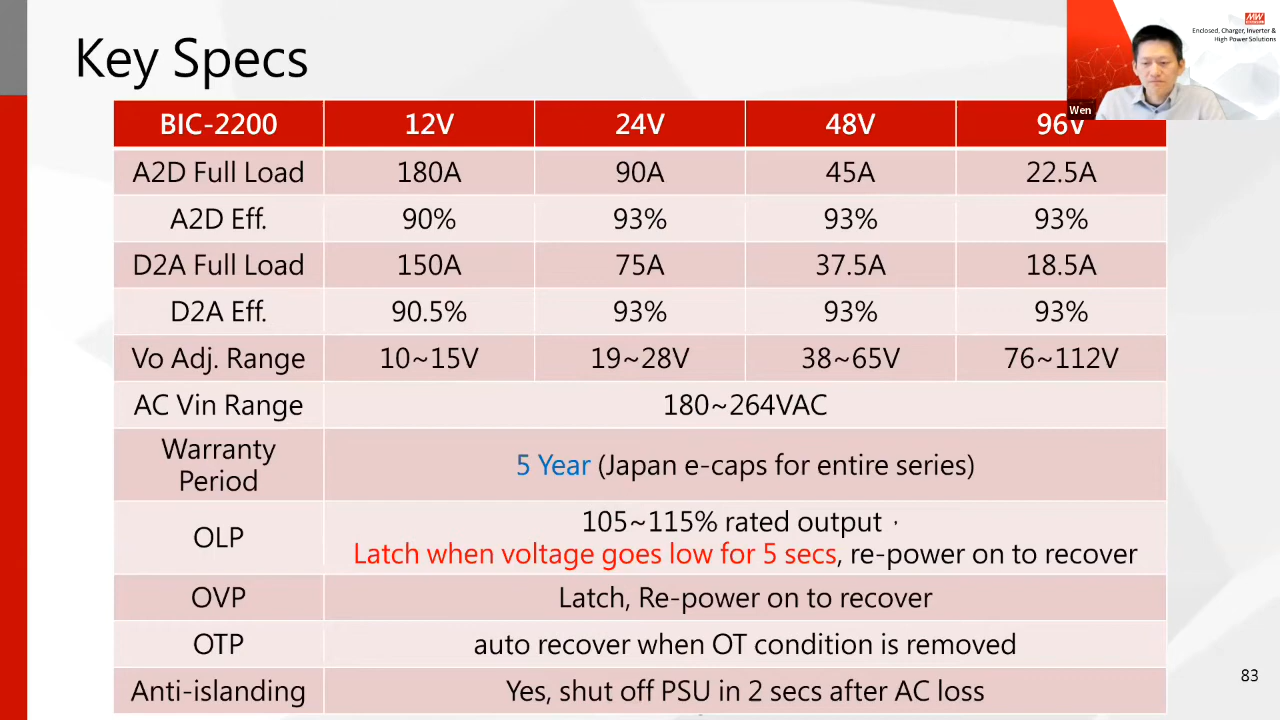 Key Specs
MW
Enclosed, Charger, Inverter &
High Power Solutions
Wen
BIC-2200 12V 24V 48V 96V
A2D Full Load 180A 90A 45A 22.5A
A2D Eff. 90% 93% 93% 93%
D2A Full Load 150A 75A 37.5A 18.5A
D2A Eff. 90.5% 93% 93% 93%
Vo Adj. Range 10~15V 19~28V 38~65V 76~112V
AC Vin Range 180~264VAC
Warranty
Period
5 Year (Japan e-caps for entire series)
OLP
105~115% rated output，
Latch when voltage goes low for 5 secs, re-power on to recover
OVP Latch, Re-power on to recover
OTP auto recover when OT condition is removed
Anti-islanding Yes, shut off PSU in 2 secs after AC loss
83